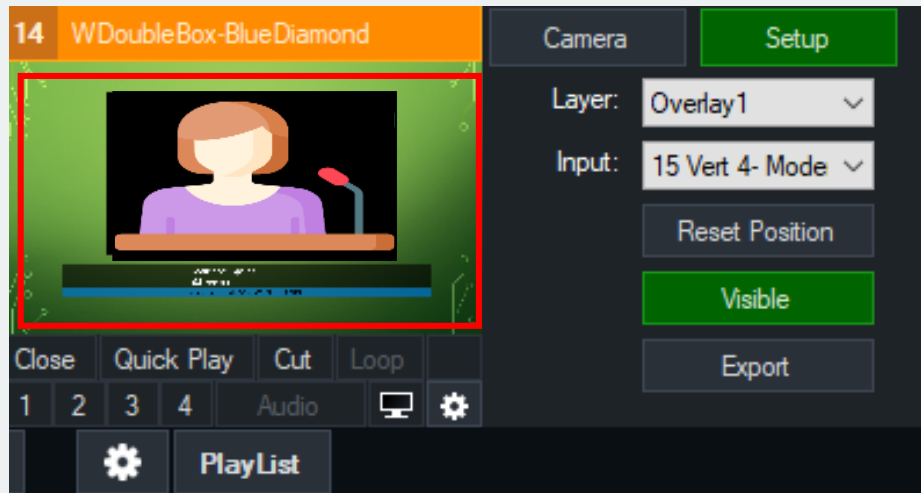 14 WDoubleBox-BlueDiamond
Camera Setup
Layer: Overlay1
Input: 15 Vert 4- Mode
Reset Position
Visible
Export
Close Quick Play Cut Loop
1 2 3 4 Audio
PlayList